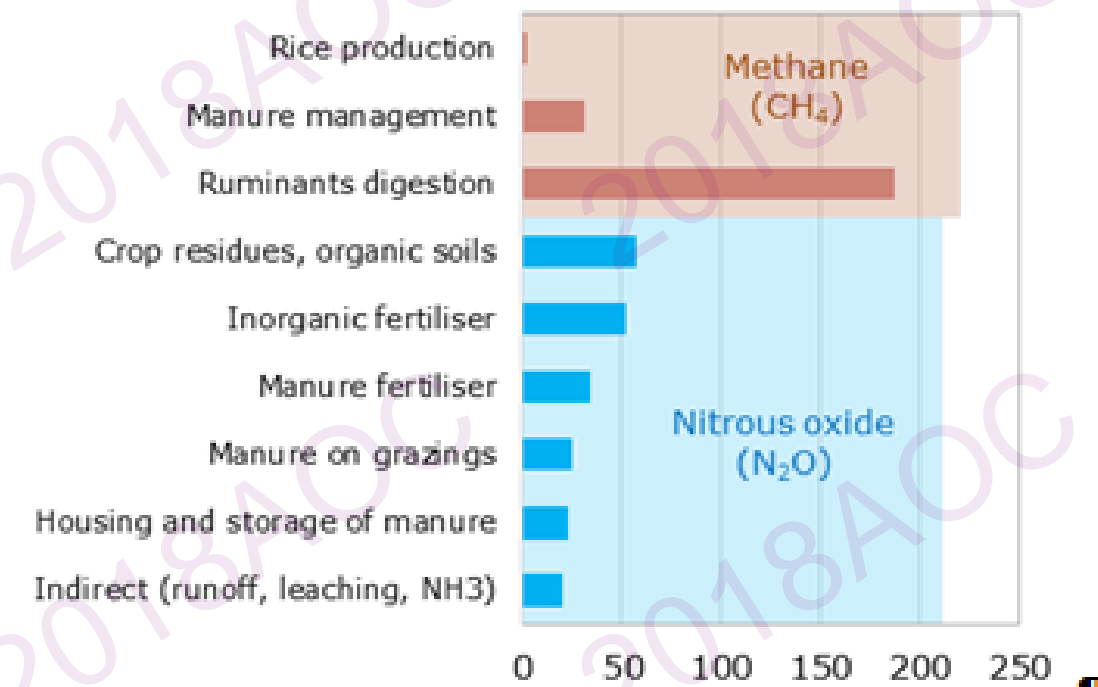 Rice production
Methane
(CH₄)
Manure management
Ruminants digestion
Crop residues, organic soils
Inorganic fertiliser
Manure fertiliser
Nitrous oxide
(N₂O)
Manure on grazings
Housing and storage of manure
Indirect (runoff, leaching, NH3)
0 50 100 150 200 250
2018AOC
2018AOC
2018AOC
2018AOC